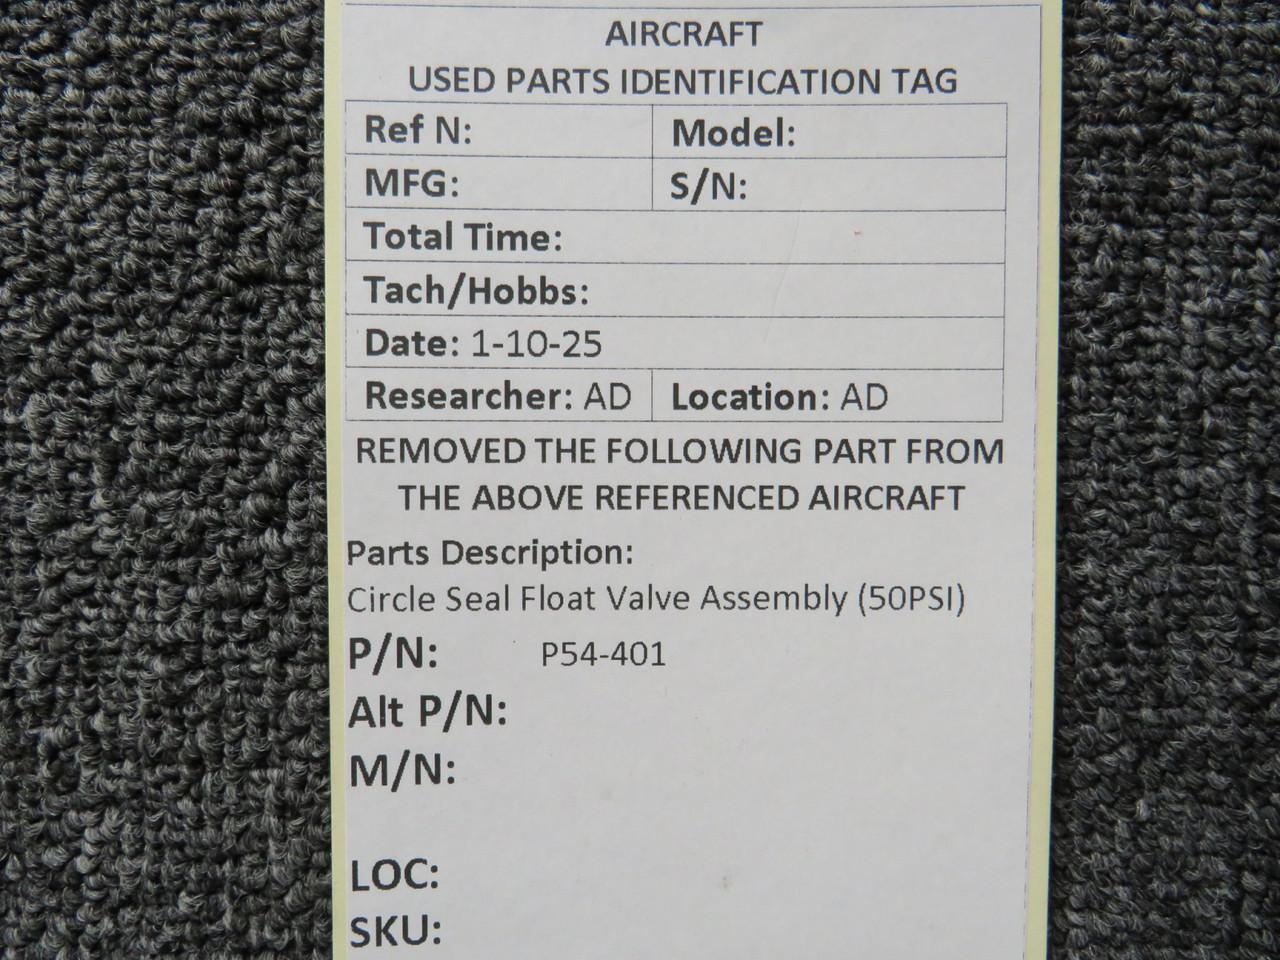 AIRCRAFT
USED PARTS IDENTIFICATION TAG
Ref N: Model:
MFG: S/N:
Total Time:
Tach/Hobbs:
Date: 1-10-25
Researcher: AD Location: AD
REMOVED THE FOLLOWING PART FROM
THE ABOVE REFERENCED AIRCRAFT
Parts Description:
Circle Seal Float Valve Assembly (50PSI)
P/N: P54-401
Alt P/N:
M/N:
LOC:
SKU: